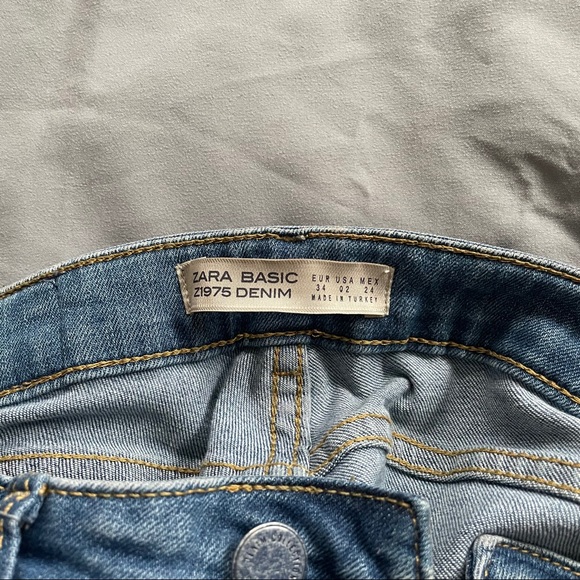 ZARA BASIC
Z1975 DENIM
EUR USA MEX
34 02 24
MADE IN TURKEY